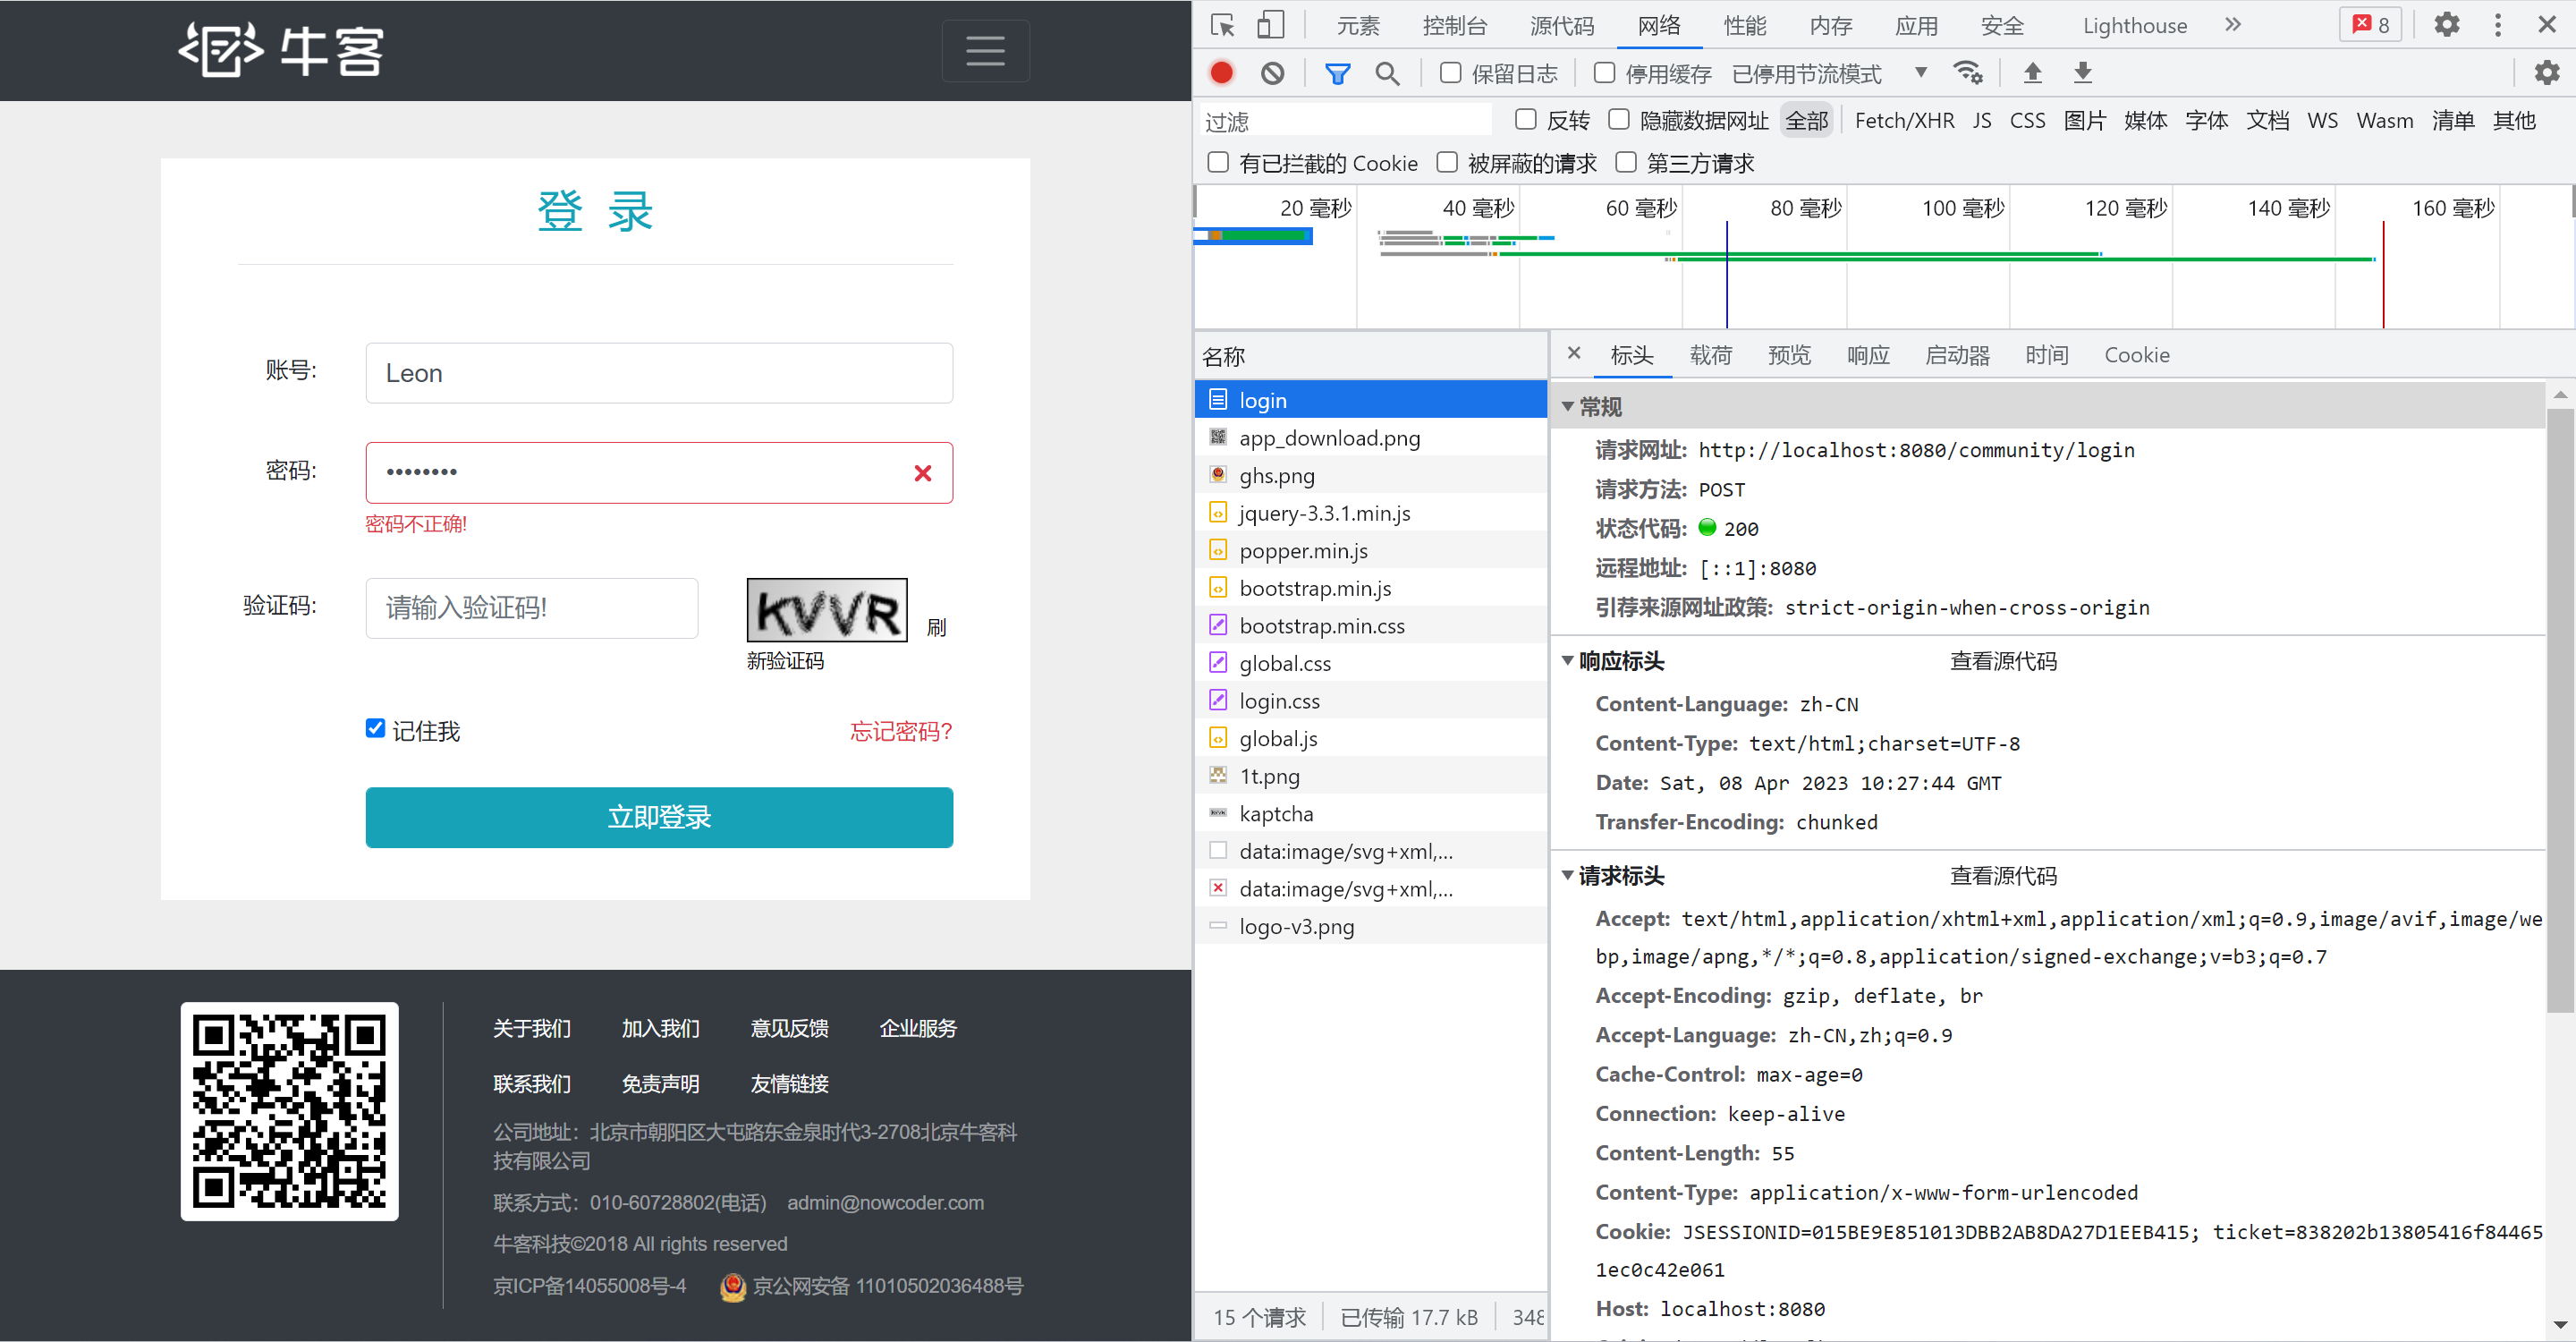 牛客
登 录
账号:
Leon
密码:
••••••••
密码不正确!
验证码:
请输入验证码!
KVVR
刷
新验证码
记住我
忘记密码?
立即登录
关于我们 加入我们 意见反馈 企业服务
联系我们 免责声明 友情链接
公司地址：北京市朝阳区大屯路东金泉时代3-2708北京牛客科
技有限公司
联系方式：010-60728802(电话) admin@nowcoder.com
牛客科技©2018 All rights reserved
京ICP备14055008号-4 京公网安备 11010502036488号
元素 控制台 源代码 网络 性能 内存 应用 安全 Lighthouse » 8
保留日志 停用缓存 已停用节流模式
过滤 反转 隐藏数据网址 全部 Fetch/XHR JS CSS 图片 媒体 字体 文档 WS Wasm 清单 其他
有已拦截的 Cookie 被屏蔽的请求 第三方请求
20 毫秒 40 毫秒 60 毫秒 80 毫秒 100 毫秒 120 毫秒 140 毫秒 160 毫秒
名称
login
app_download.png
ghs.png
jquery-3.3.1.min.js
popper.min.js
bootstrap.min.js
bootstrap.min.css
global.css
login.css
global.js
1t.png
kaptcha
data:image/svg+xml,...
data:image/svg+xml,...
logo-v3.png
15 个请求 已传输 17.7 kB 348
× 标头 载荷 预览 响应 启动器 时间 Cookie
常规
请求网址: http://localhost:8080/community/login
请求方法: POST
状态代码: 200
远程地址: [::1]:8080
引荐来源网址政策: strict-origin-when-cross-origin
响应标头 查看源代码
Content-Language: zh-CN
Content-Type: text/html;charset=UTF-8
Date: Sat, 08 Apr 2023 10:27:44 GMT
Transfer-Encoding: chunked
请求标头 查看源代码
Accept: text/html,application/xhtml+xml,application/xml;q=0.9,image/avif,image/we
bp,image/apng,*/*;q=0.8,application/signed-exchange;v=b3;q=0.7
Accept-Encoding: gzip, deflate, br
Accept-Language: zh-CN,zh;q=0.9
Cache-Control: max-age=0
Connection: keep-alive
Content-Length: 55
Content-Type: application/x-www-form-urlencoded
Cookie: JSESSIONID=015BE9E851013DBB2AB8DA27D1EEB415; ticket=838202b13805416f84465
1ec0c42e061
Host: localhost:8080